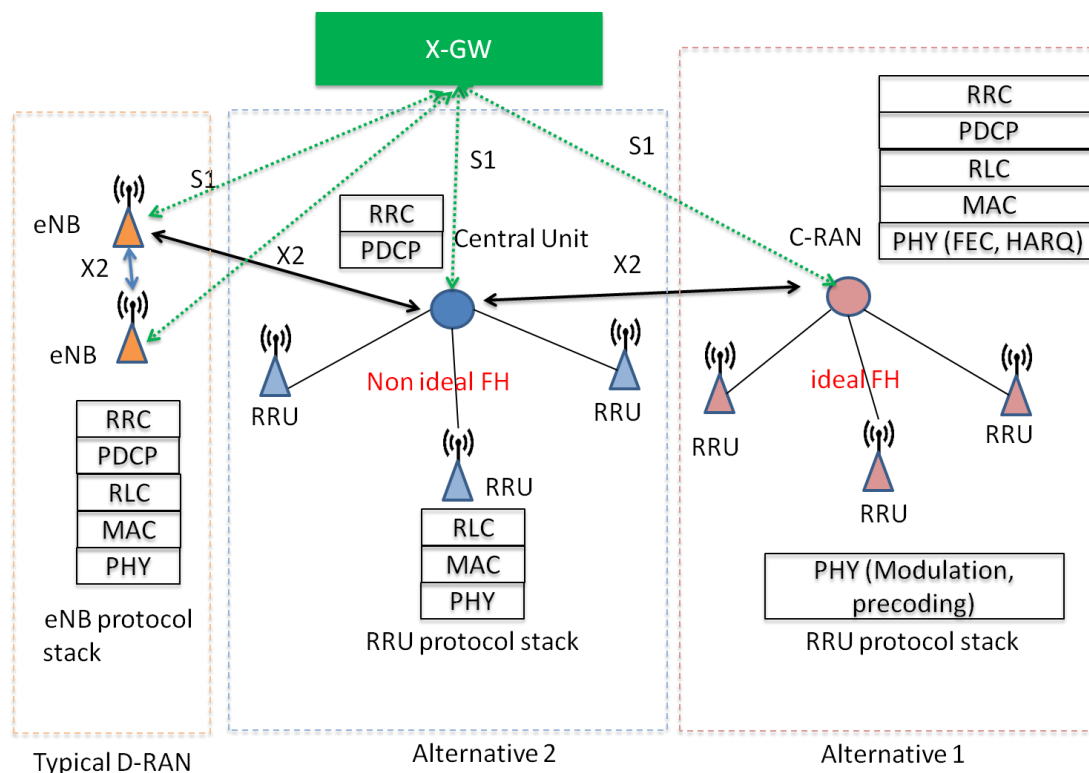 X-GW
S1
eNB
X2
eNB
RRC
PDCP
RLC
MAC
PHY
eNB protocol
stack
Typical D-RAN
X2
S1
RRC
PDCP
Central Unit
Non ideal FH
RRU
RRU
RRU
RLC
MAC
PHY
RRU protocol stack
Alternative 2
X2
S1
RRC
PDCP
RLC
MAC
PHY (FEC, HARQ)
C-RAN
ideal FH
RRU
RRU
RRU
PHY (Modulation,
precoding)
RRU protocol stack
Alternative 1